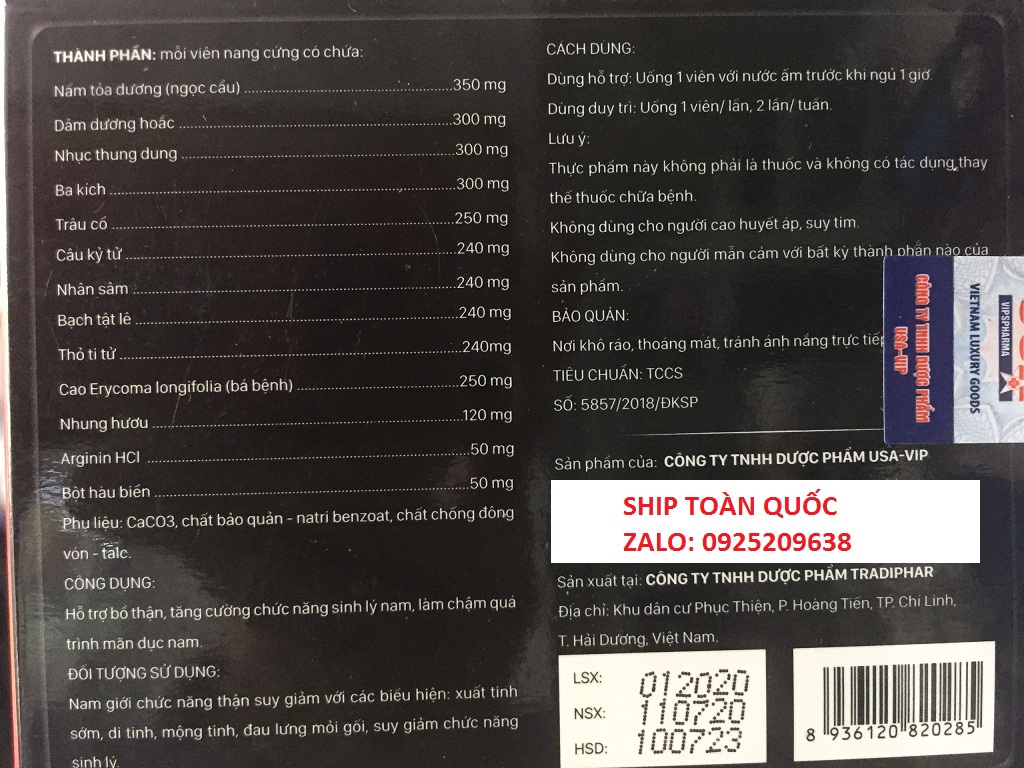 THÀNH PHẦN: mỗi viên nang cứng có chứa:
Nấm tỏa dương (ngọc cẩu) ..... 350 mg
Dâm dương hoắc ..... 300 mg
Nhục thung dung ..... 300 mg
Ba kích ..... 300 mg
Trâu cổ ..... 250 mg
Câu kỷ tử ..... 240 mg
Nhân sâm ..... 240 mg
Bạch tật lê ..... 240 mg
Thỏ ti tử ..... 240mg
Cao Erycoma longifolia (bá bệnh) ..... 250 mg
Nhung hươu ..... 120 mg
Arginin HCl ..... 50 mg
Bột hàu biển ..... 50 mg
Phụ liệu: CaCO3, chất bảo quản - natri benzoat, chất chống đông
vón - talc.
CÔNG DỤNG:
Hỗ trợ bổ thận, tăng cường chức năng sinh lý nam, làm chậm quá
trình mãn dục nam.
ĐỐI TƯỢNG SỬ DỤNG:
Nam giới chức năng thận suy giảm với các biểu hiện: xuất tinh
sớm, di tinh, mộng tinh, đau lưng mỏi gối, suy giảm chức năng
sinh lý.
CÁCH DÙNG:
Dùng hỗ trợ: Uống 1 viên với nước ấm trước khi ngủ 1 giờ.
Dùng duy trì: Uống 1 viên/ lần, 2 lần/ tuần.
Lưu ý:
Thực phẩm này không phải là thuốc và không có tác dụng thay
thế thuốc chữa bệnh.
Không dùng cho người cao huyết áp, suy tim.
Không dùng cho người mẫn cảm với bất kỳ thành phần nào của
sản phẩm.
BẢO QUẢN:
Nơi khô ráo, thoáng mát, tránh ánh nắng trực tiếp
TIÊU CHUẨN: TCCS
SỐ: 5857/2018/ĐKSP
CÔNG TY TNHH DƯỢC PHẨM
USA-VIP
VIETNAM LUXURY GOODS
VIPSPHARMA
Sản phẩm của: CÔNG TY TNHH DƯỢC PHẨM USA-VIP
SHIP TOÀN QUỐC
ZALO: 0925209638
Sản xuất tại: CÔNG TY TNHH DƯỢC PHẨM TRADIPHAR
Địa chỉ: Khu dân cư Phục Thiện, P. Hoàng Tiến, TP. Chí Linh,
T. Hải Dương, Việt Nam.
LSX: 012020
NSX: 110720
HSD: 100723
8 936120 820285